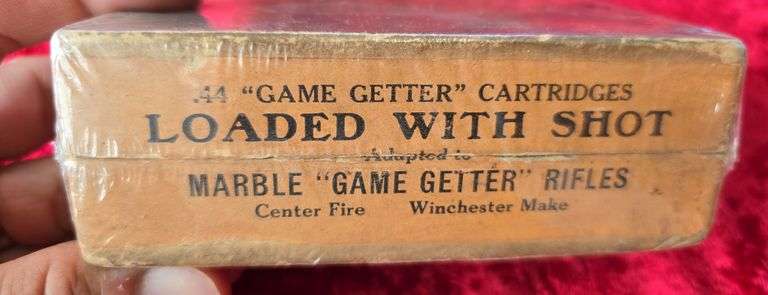 .44 "GAME GETTER" CARTRIDGES
LOADED WITH SHOT
Adapted to
MARBLE "GAME GETTER" RIFLES
Center Fire Winchester Make